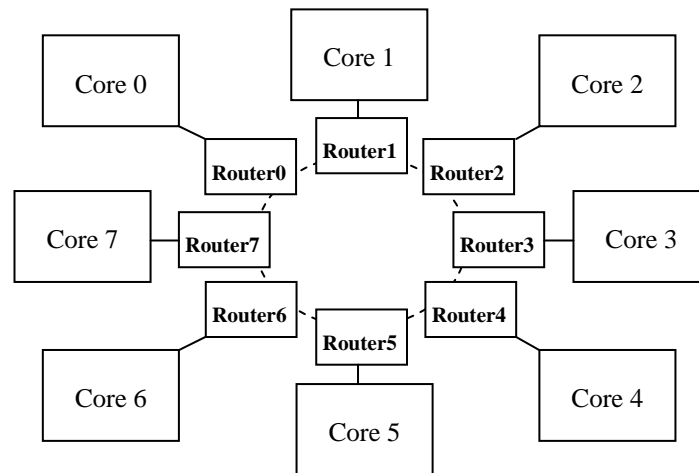 Core 0
Core 1
Core 2
Router0
Router1
Router2
Core 7
Router7
Router3
Core 3
Router6
Router5
Router4
Core 6
Core 5
Core 4